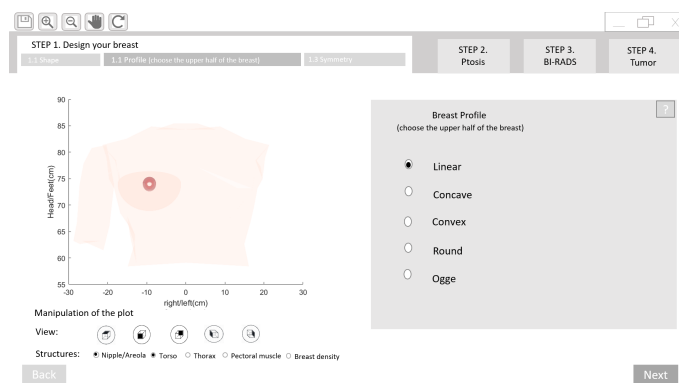 STEP 1. Design your breast
1.1 Shape
1.1 Profile (choose the upper half of the breast)
1.3 Symmetry
STEP 2.
Ptosis
STEP 3.
BI-RADS
STEP 4.
Tumor
90
85
80
75
70
65
60
55
Head/Feet(cm)
-30 -20 -10 0 10 20 30
right/left(cm)
?
Breast Profile
(choose the upper half of the breast)
Linear
Concave
Convex
Round
Ogge
Manipulation of the plot
View:
Structures: Nipple/Areola Torso Thorax Pectoral muscle Breast density
Back
Next